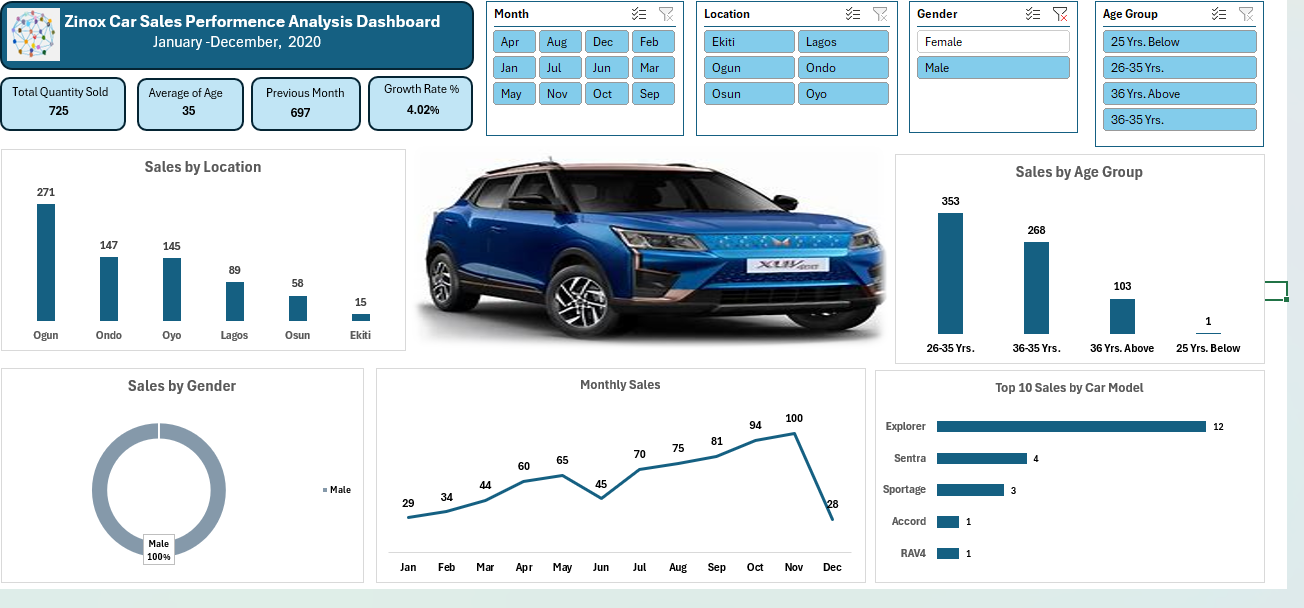 Zinox Car Sales Performence Analysis Dashboard
January -December, 2020
Total Quantity Sold
725
Average of Age
35
Previous Month
697
Growth Rate %
4.02%
Month
Apr Aug Dec Feb
Jan Jul Jun Mar
May Nov Oct Sep
Location
Ekiti Lagos
Ogun Ondo
Osun Oyo
Gender
Female
Male
Age Group
25 Yrs. Below
26-35 Yrs.
36 Yrs. Above
36-35 Yrs.
Sales by Location
271
147
145
89
58
15
Ogun Ondo Oyo Lagos Osun Ekiti
XUV400
Sales by Age Group
353
268
103
1
26-35 Yrs. 36-35 Yrs. 36 Yrs. Above 25 Yrs. Below
Sales by Gender
Male
Male
100%
Monthly Sales
29 34 44 60 65 45 70 75 81 94 100 28
Jan Feb Mar Apr May Jun Jul Aug Sep Oct Nov Dec
Top 10 Sales by Car Model
Explorer 12
Sentra 4
Sportage 3
Accord 1
RAV4 1